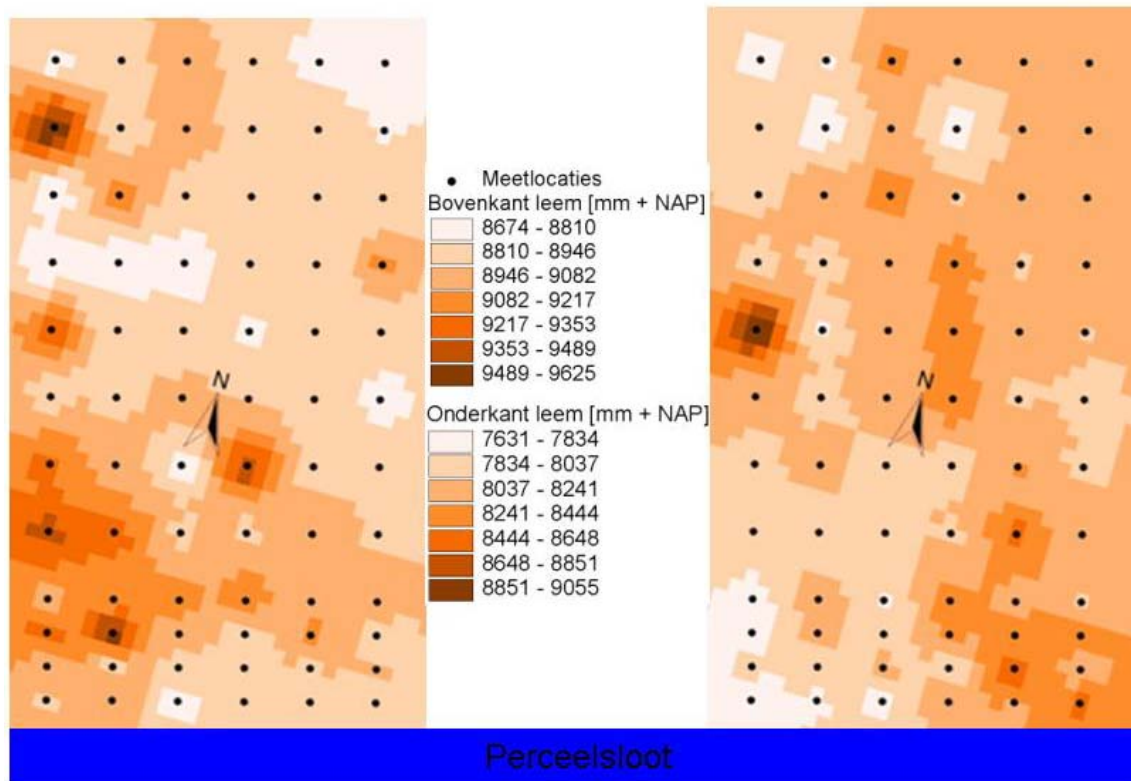 N
Meetlocaties
Bovenkant leem [mm + NAP]
8674 - 8810
8810 - 8946
8946 - 9082
9082 - 9217
9217 - 9353
9353 - 9489
9489 - 9625
Onderkant leem [mm + NAP]
7631 - 7834
7834 - 8037
8037 - 8241
8241 - 8444
8444 - 8648
8648 - 8851
8851 - 9055
N
Perceelsloot